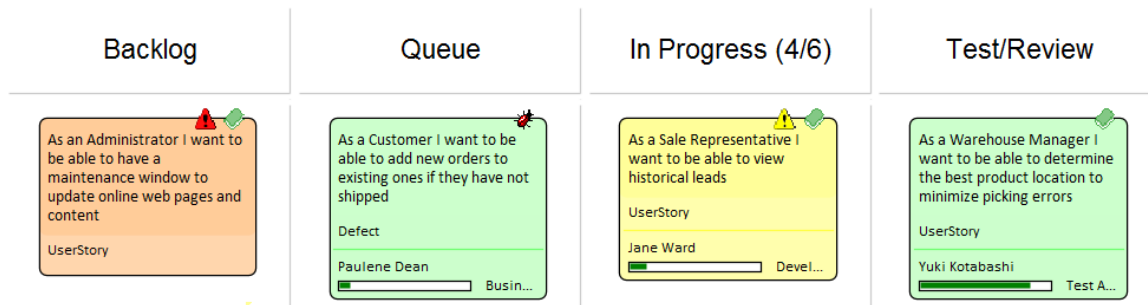 Backlog
Queue
In Progress (4/6)
Test/Review
As an Administrator I want to
be able to have a
maintenance window to
update online web pages and
content
UserStory
As a Customer I want to be
able to add new orders to
existing ones if they have not
shipped
Defect
Paulene Dean
Busin...
As a Sale Representative I
want to be able to view
historical leads
UserStory
Jane Ward
Devel...
As a Warehouse Manager I
want to be able to determine
the best product location to
minimize picking errors
UserStory
Yuki Kotabashi
Test A...